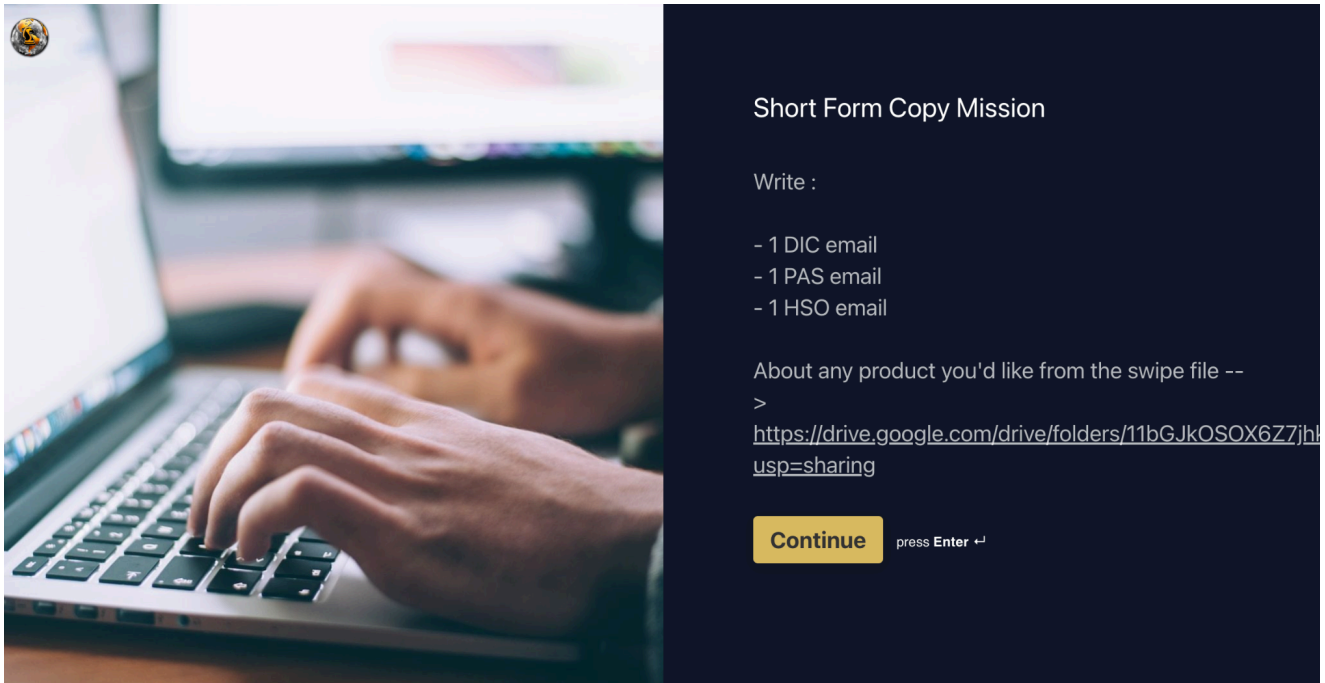 Short Form Copy Mission
Write :
- 1 DIC email
- 1 PAS email
- 1 HSO email
About any product you'd like from the swipe file --
>
https://drive.google.com/drive/folders/11bGJkOSOX6Z7jhk
usp=sharing
Continue press Enter ↵